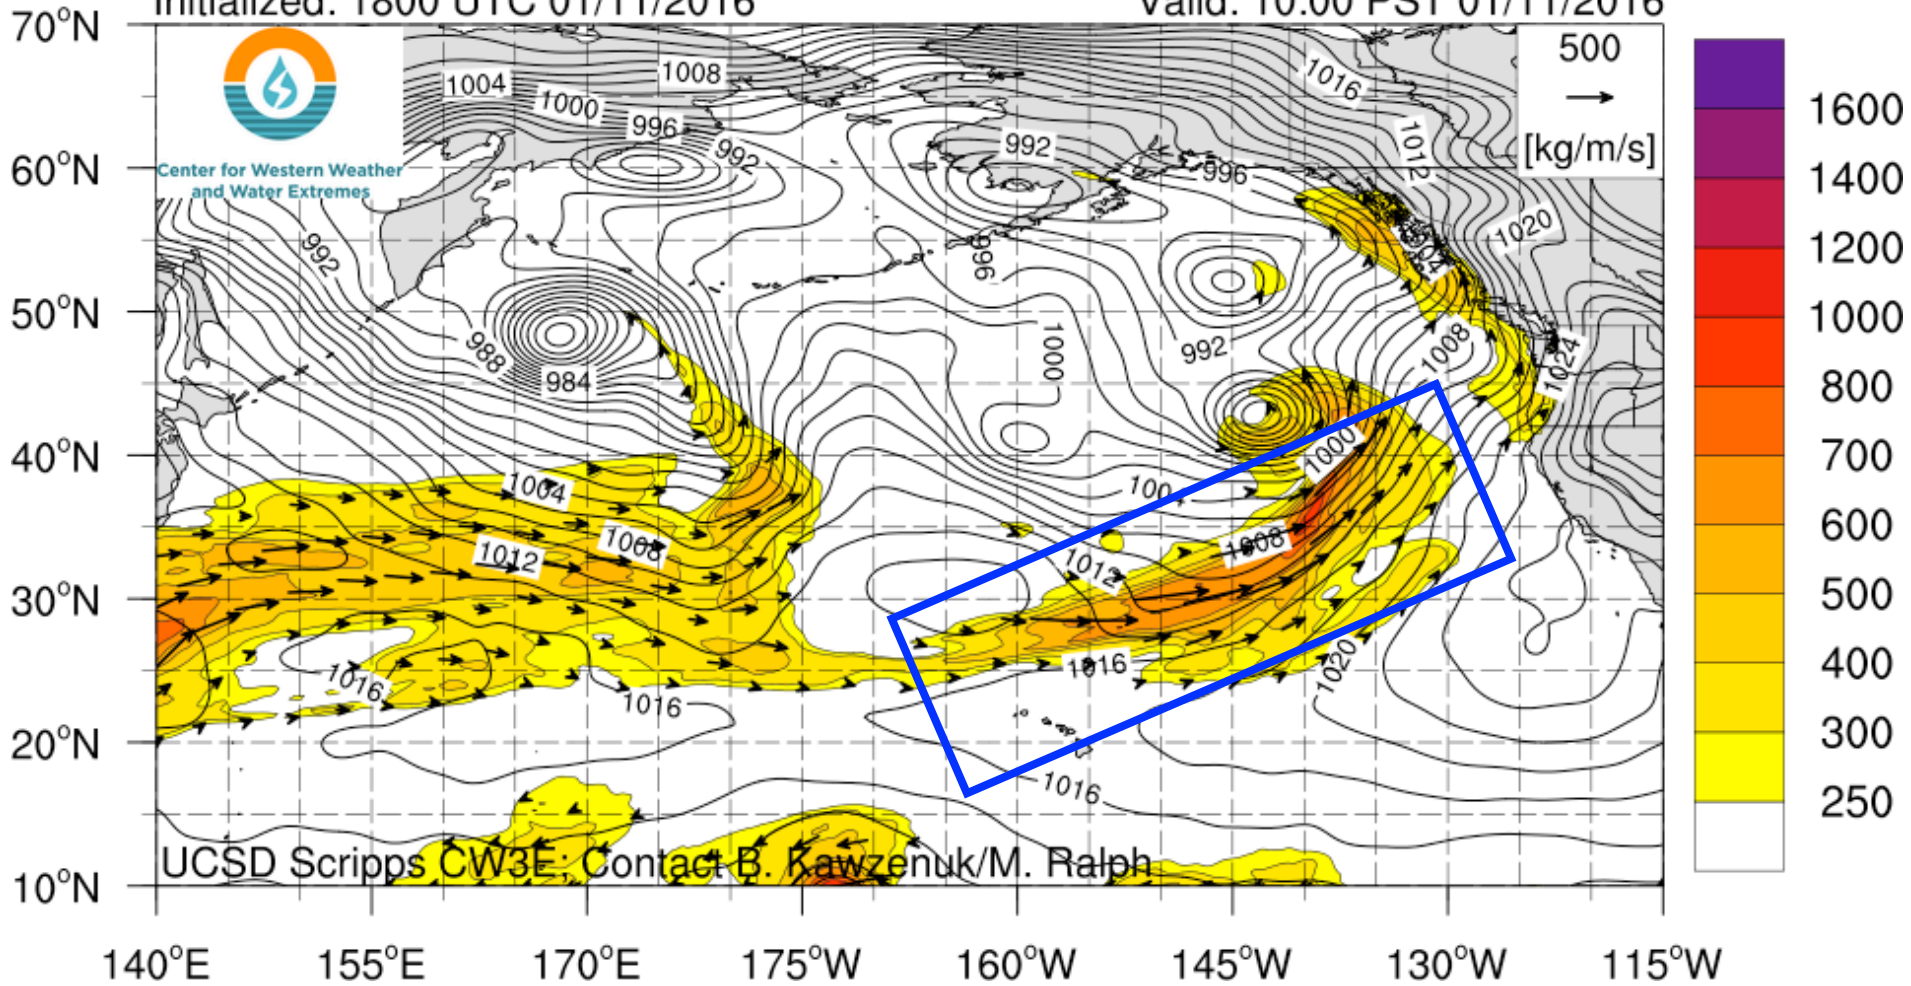 Initialized: 1800 UTC 01/11/2016
Valid: 10:00 PST 01/11/2016
70°N
60°N
50°N
40°N
30°N
20°N
10°N
Center for Western Weather
and Water Extremes
500
[kg/m/s]
1004
1008
1000
996
992
992
996
1016
1012
1020
992
996
1004
988
984
1000
992
1008
1024
1004
1000
1004
1012
1008
1012
1008
1016
1016
1016
1020
1016
UCSD Scripps CW3E; Contact B. Kawzenuk/M. Ralph
140°E
155°E
170°E
175°W
160°W
145°W
130°W
115°W
1600
1400
1200
1000
800
700
600
500
400
300
250